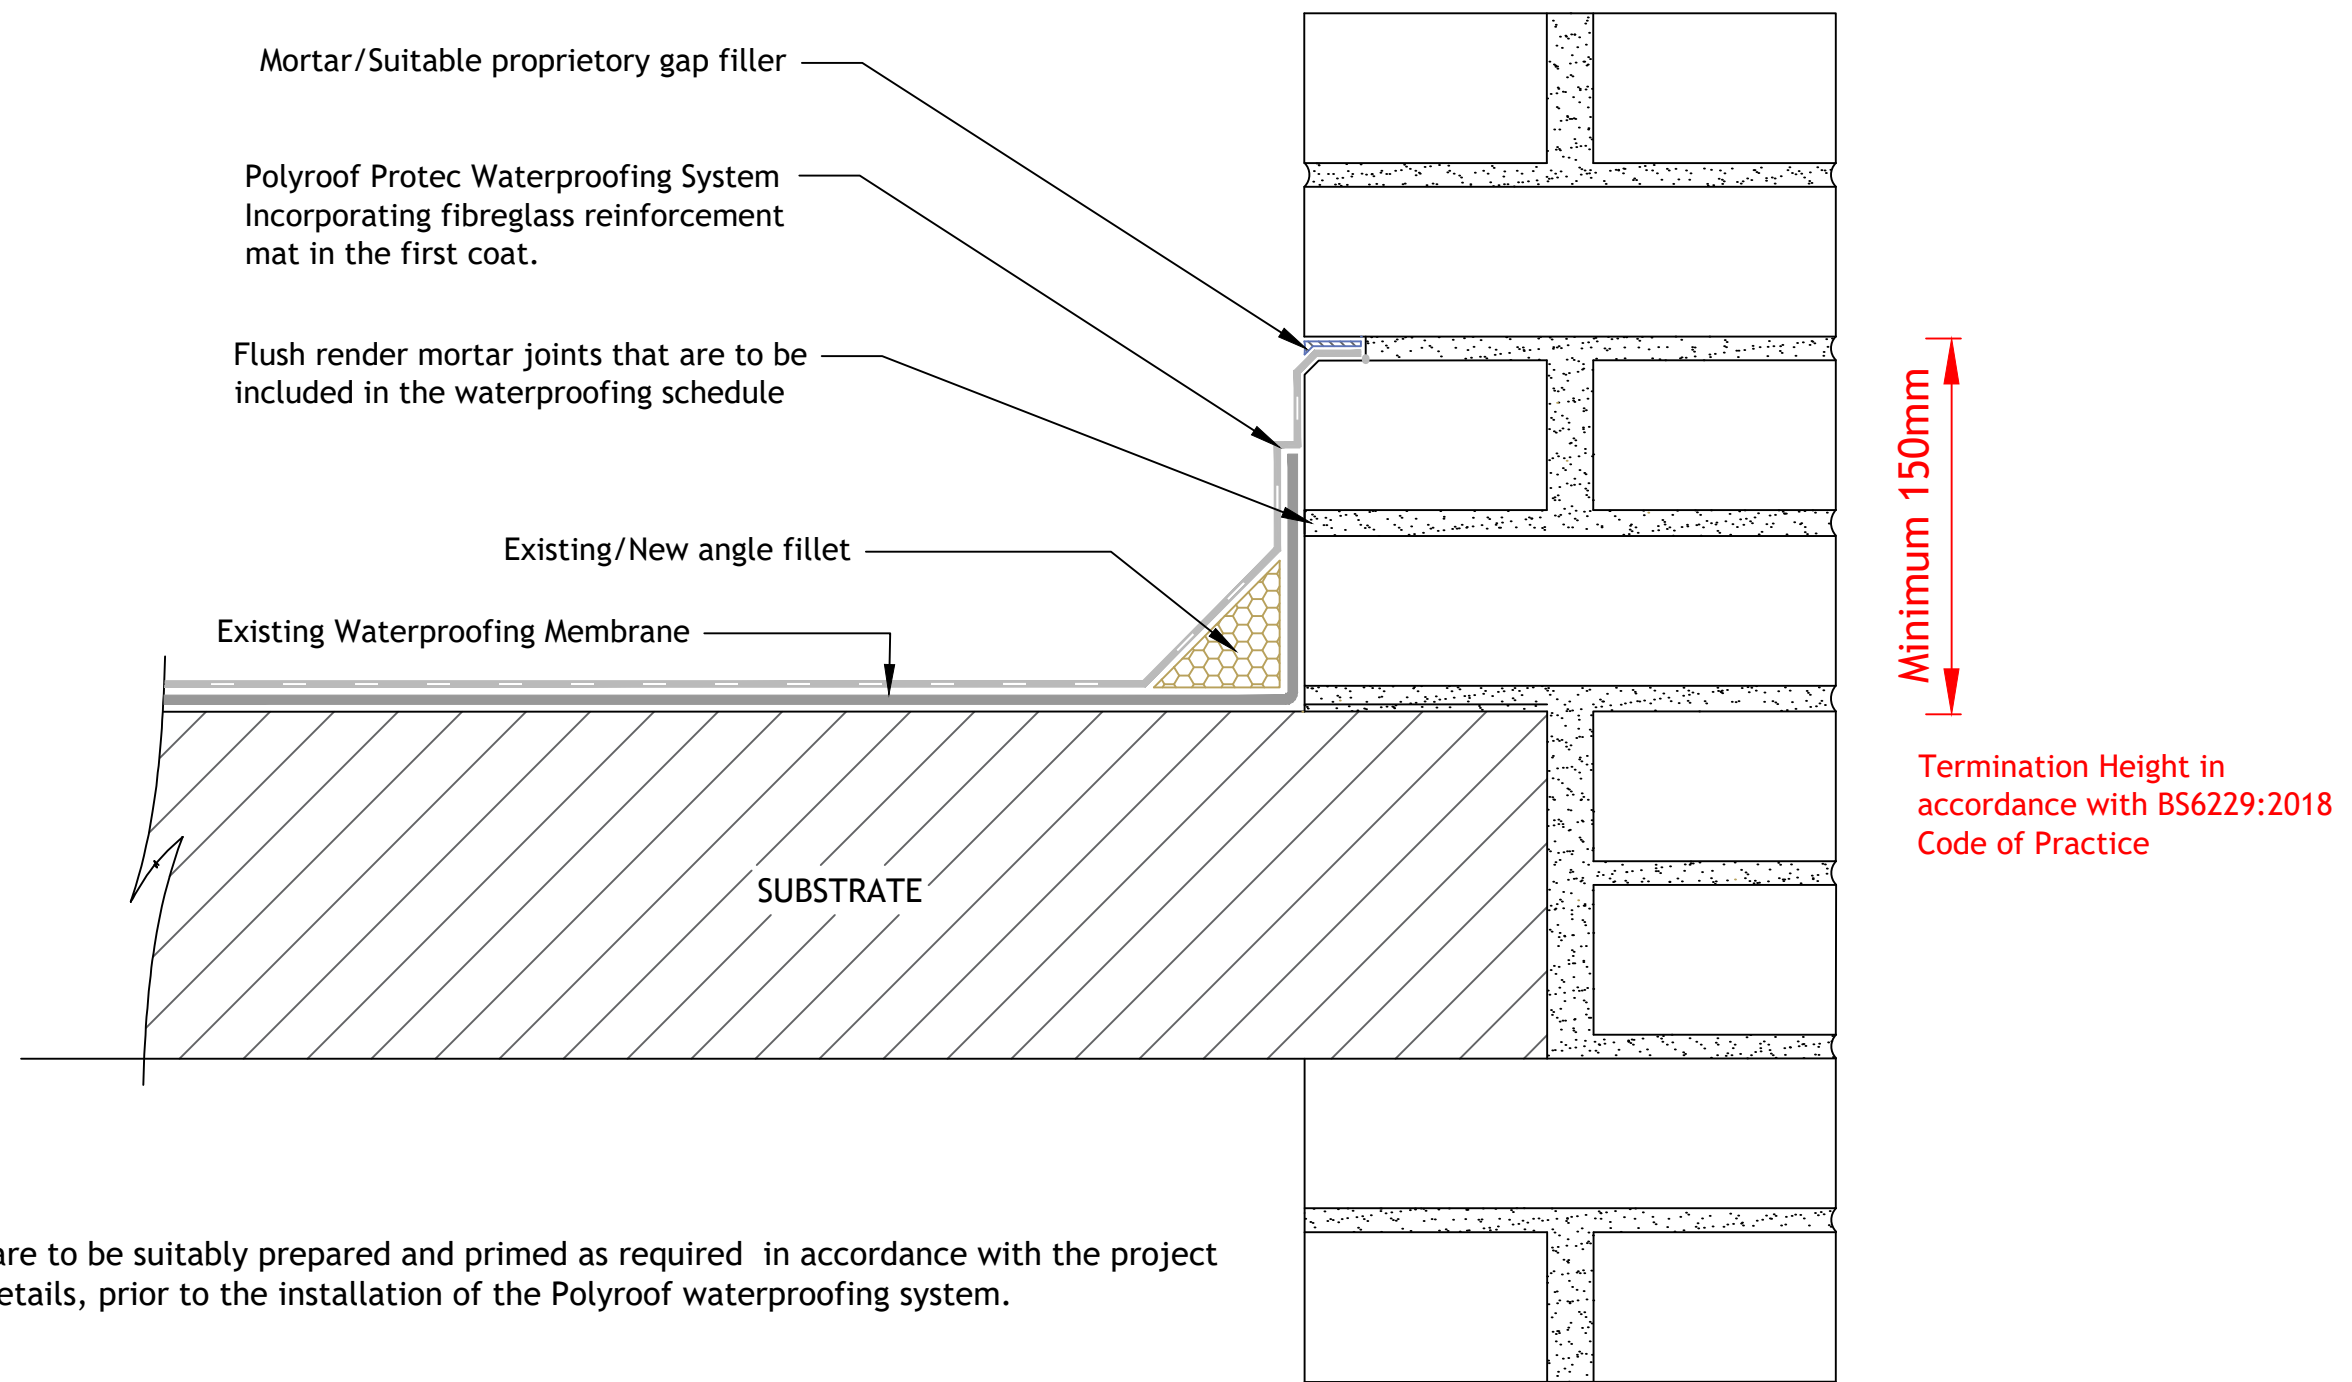 Mortar/Suitable proprietory gap filler
Polyroof Protec Waterproofing System
Incorporating fibreglass reinforcement
mat in the first coat.
Flush render mortar joints that are to be
included in the waterproofing schedule
Existing/New angle fillet
Existing Waterproofing Membrane
SUBSTRATE
Minimum 150mm
Termination Height in
accordance with BS6229:2018
Code of Practice
are to be suitably prepared and primed as required in accordance with the project
etails, prior to the installation of the Polyroof waterproofing system.